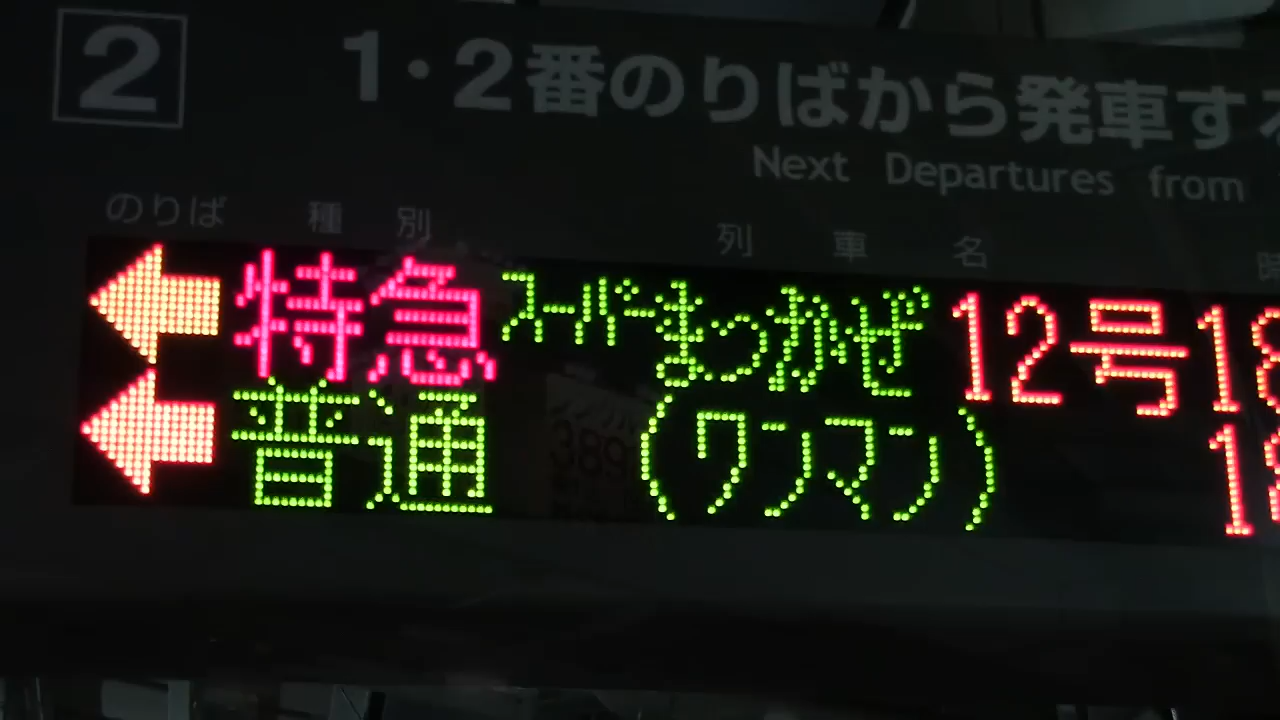 2 1・2番のりばから発車す
Next Departures from
のりば 種別 列車名
← 特急 スーパーまつかぜ 12号 18
← 普通 (ワンマン) 18